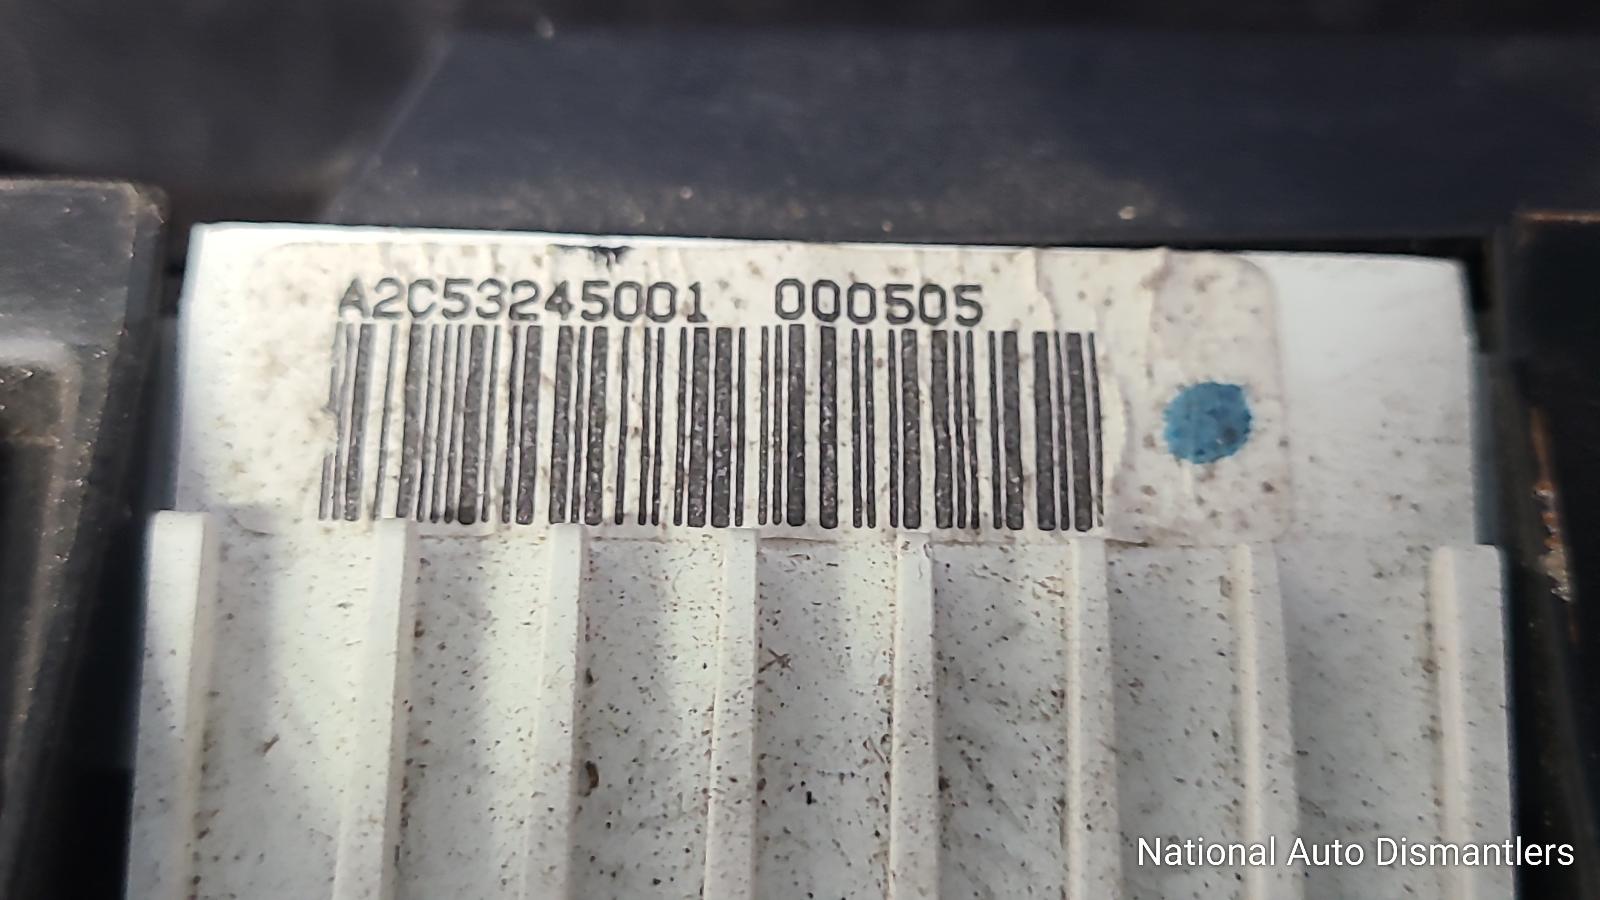 A2C53245001 000505
National Auto Dismantlers